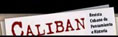 CALIBAN
Revista
Cubana de
Pensamiento
e Historia